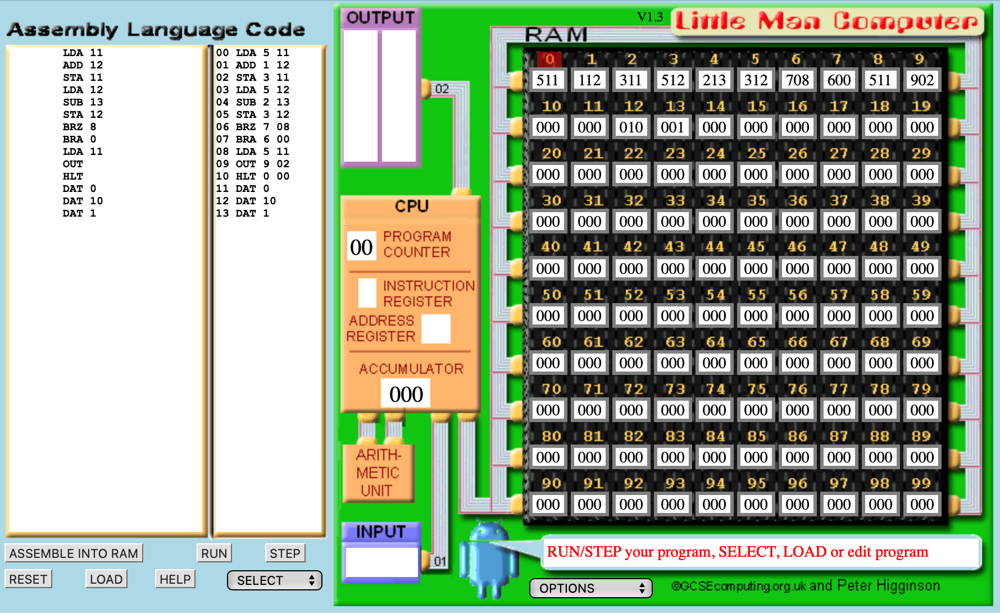 Assembly Language Code
LDA 11
ADD 12
STA 11
LDA 12
SUB 13
STA 12
BRZ 8
BRA 0
LDA 11
OUT
HLT
DAT 0
DAT 10
DAT 1
00 LDA 5 11
01 ADD 1 12
02 STA 3 11
03 LDA 5 12
04 SUB 2 13
05 STA 3 12
06 BRZ 7 08
07 BRA 6 00
08 LDA 5 11
09 OUT 9 02
10 HLT 0 00
11 DAT 0
12 DAT 10
13 DAT 1
ASSEMBLE INTO RAM RUN STEP
RESET LOAD HELP SELECT
OUTPUT
02
CPU
00 PROGRAM COUNTER
INSTRUCTION REGISTER
ADDRESS REGISTER
ACCUMULATOR
000
ARITH-
METIC
UNIT
INPUT
01
V1.3
Little Man Computer
RAM
0 1 2 3 4 5 6 7 8 9
511 112 311 512 213 312 708 600 511 902
10 11 12 13 14 15 16 17 18 19
000 000 010 001 000 000 000 000 000 000
20 21 22 23 24 25 26 27 28 29
000 000 000 000 000 000 000 000 000 000
30 31 32 33 34 35 36 37 38 39
000 000 000 000 000 000 000 000 000 000
40 41 42 43 44 45 46 47 48 49
000 000 000 000 000 000 000 000 000 000
50 51 52 53 54 55 56 57 58 59
000 000 000 000 000 000 000 000 000 000
60 61 62 63 64 65 66 67 68 69
000 000 000 000 000 000 000 000 000 000
70 71 72 73 74 75 76 77 78 79
000 000 000 000 000 000 000 000 000 000
80 81 82 83 84 85 86 87 88 89
000 000 000 000 000 000 000 000 000 000
90 91 92 93 94 95 96 97 98 99
000 000 000 000 000 000 000 000 000 000
RUN/STEP your program, SELECT, LOAD or edit program
OPTIONS
©GCSEcomputing.org.uk and Peter Higginson